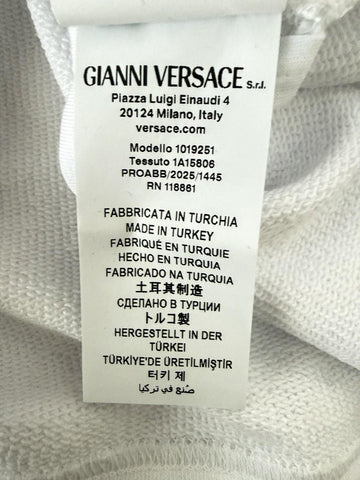 GIANNI VERSACE S.r.l.
Piazza Luigi Einaudi 4
20124 Milano, Italy
versace.com
Modello 1019251
Tessuto 1A15806
PROABB/2025/1445
RN 118661
FABBRICATA IN TURCHIA
MADE IN TURKEY
FABRIQUÉ EN TURQUIE
HECHO EN TURQUIA
FABRICADO NA TURQUIA
土耳其制造
СДЕЛАНО В ТУРЦИИ
トルコ製
HERGESTELLT IN DER
TÜRKEI
TÜRKİYE'DE ÜRETİLMİŞTİR
터키 제
صُنع في تركيا